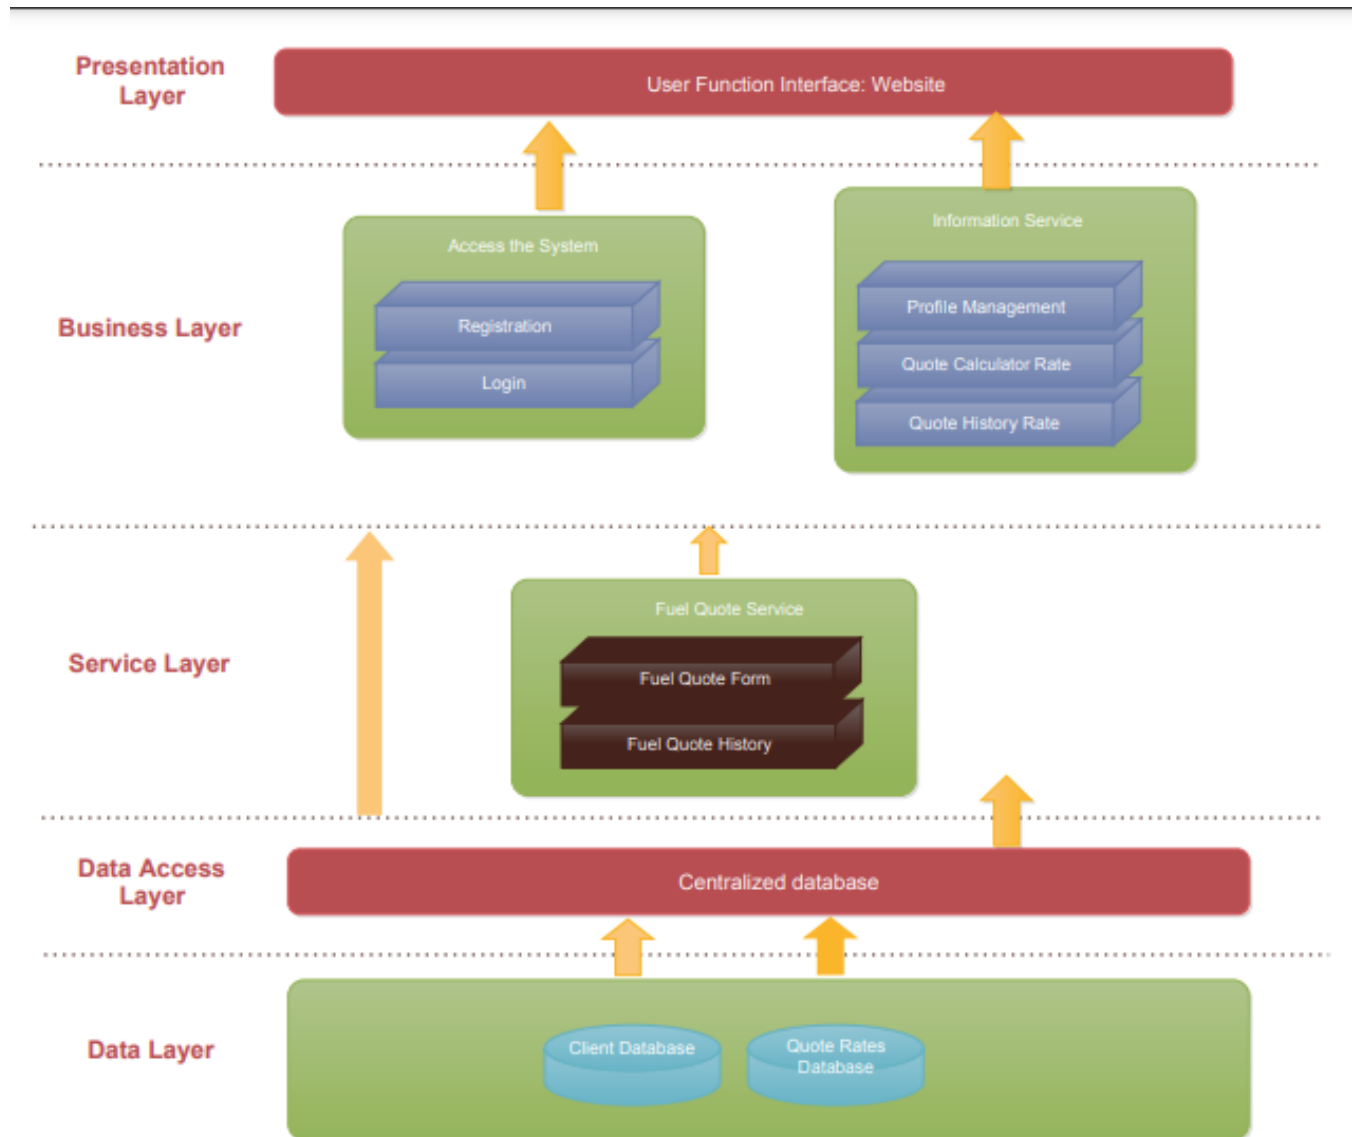 Presentation
Layer
User Function Interface: Website
Business Layer
Access the System
Registration
Login
Information Service
Profile Management
Quote Calculator Rate
Quote History Rate
Service Layer
Fuel Quote Service
Fuel Quote Form
Fuel Quote History
Data Access
Layer
Centralized database
Data Layer
Client Database
Quote Rates
Database